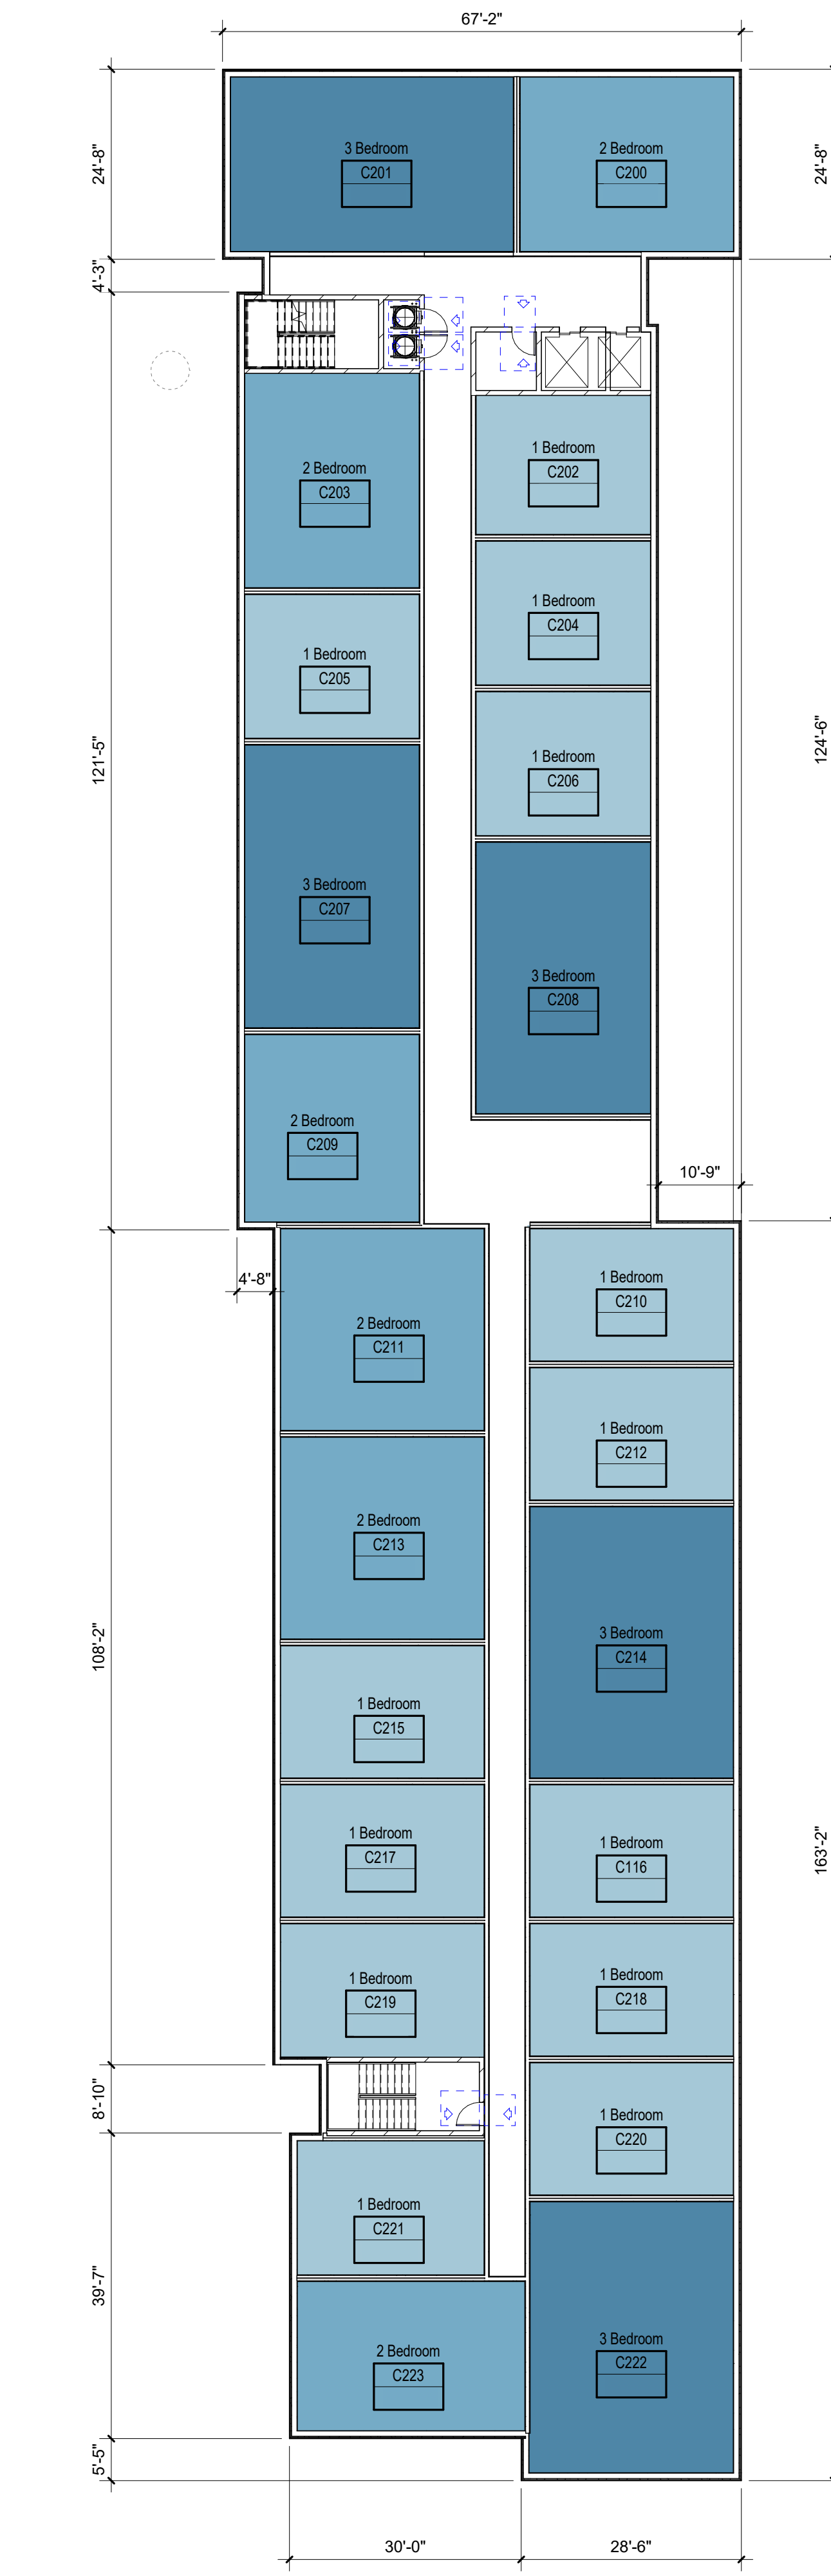 67'-2"
24'-8"
24'-8"
3 Bedroom
C201
2 Bedroom
C200
4'-3"
1 Bedroom
C202
2 Bedroom
C203
1 Bedroom
C204
1 Bedroom
C205
121'-5"
124'-6"
1 Bedroom
C206
3 Bedroom
C207
3 Bedroom
C208
2 Bedroom
C209
10'-9"
4'-8"
1 Bedroom
C210
2 Bedroom
C211
1 Bedroom
C212
2 Bedroom
C213
108'-2"
3 Bedroom
C214
1 Bedroom
C215
1 Bedroom
C217
163'-2"
1 Bedroom
C116
1 Bedroom
C219
1 Bedroom
C218
8'-10"
1 Bedroom
C220
1 Bedroom
C221
39'-7"
2 Bedroom
C223
3 Bedroom
C222
5'-5"
30'-0"
28'-6"